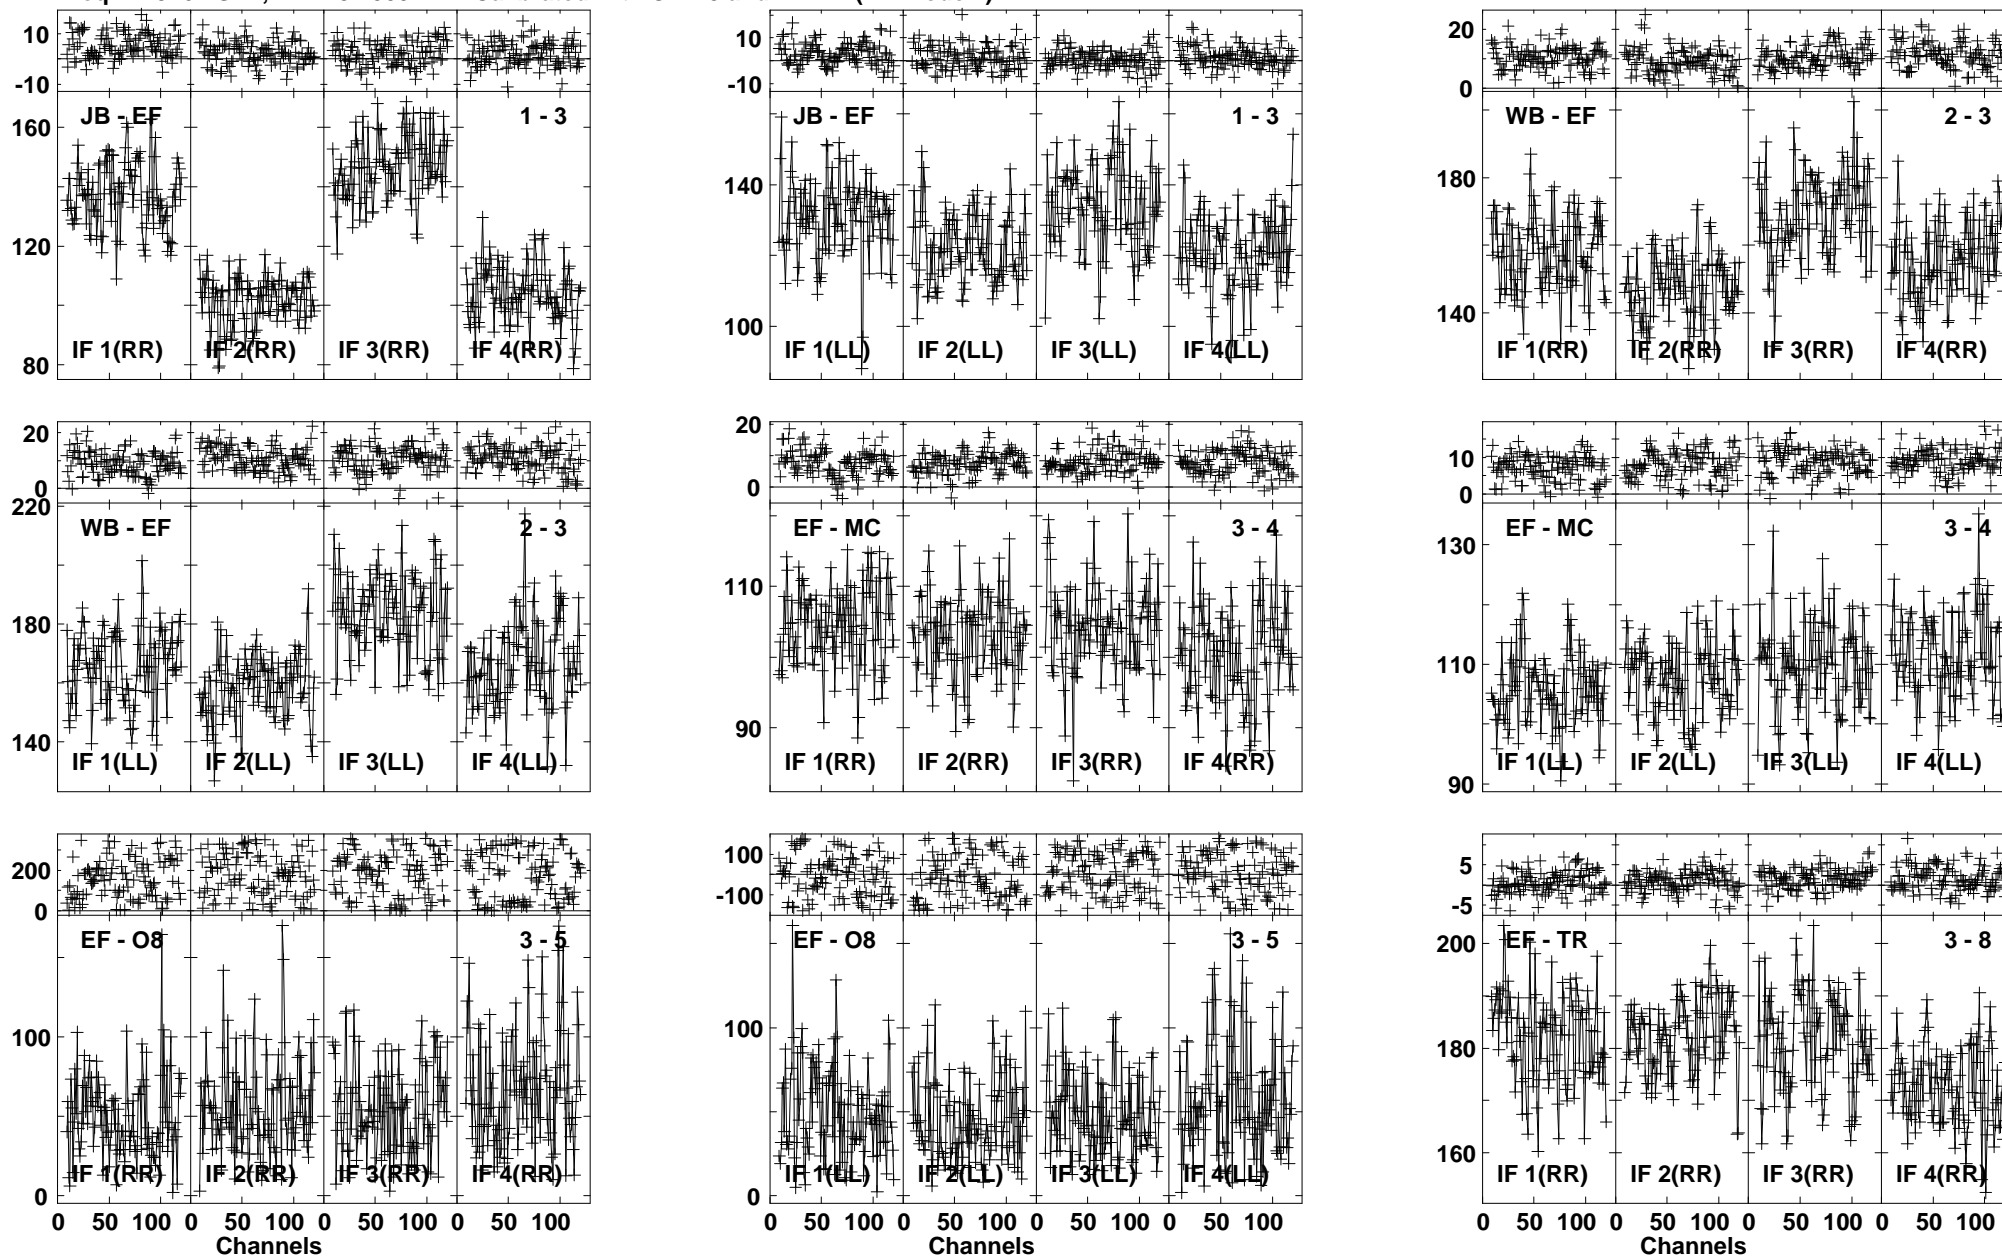 10 10 20
-10 -10 0
JB - EF 1 - 3 JB - EF 1 - 3 WB - EF 2 - 3
160 120 80
140 100
180 140
IF 1(RR) IF 2(RR) IF 3(RR) IF 4(RR) IF 1(LL) IF 2(LL) IF 3(LL) IF 4(LL) IF 1(RR) IF 2(RR) IF 3(RR) IF 4(RR)
20 20 10
0 0 0
WB - EF 2 - 3 EF - MC 3 - 4 EF - MC 3 - 4
220 180 140
110 90
130 110 90
IF 1(LL) IF 2(LL) IF 3(LL) IF 4(LL) IF 1(RR) IF 2(RR) IF 3(RR) IF 4(RR) IF 1(LL) IF 2(LL) IF 3(LL) IF 4(LL)
200 100 5
0 -100 -5
EF - O8 3 - 5 EF - O8 3 - 5 EF - TR 3 - 8
100 0
100 0
200 180 160
IF 1(RR) IF 2(RR) IF 3(RR) IF 4(RR) IF 1(LL) IF 2(LL) IF 3(LL) IF 4(LL) IF 1(RR) IF 2(RR) IF 3(RR) IF 4(RR)
0 50 100 0 50 100 0 50 100 0 50 100 0 50 100 0 50 100 0 50 100 0 50 100 0 50 100 0 50 100 0 50 100 0 50 100
Channels Channels